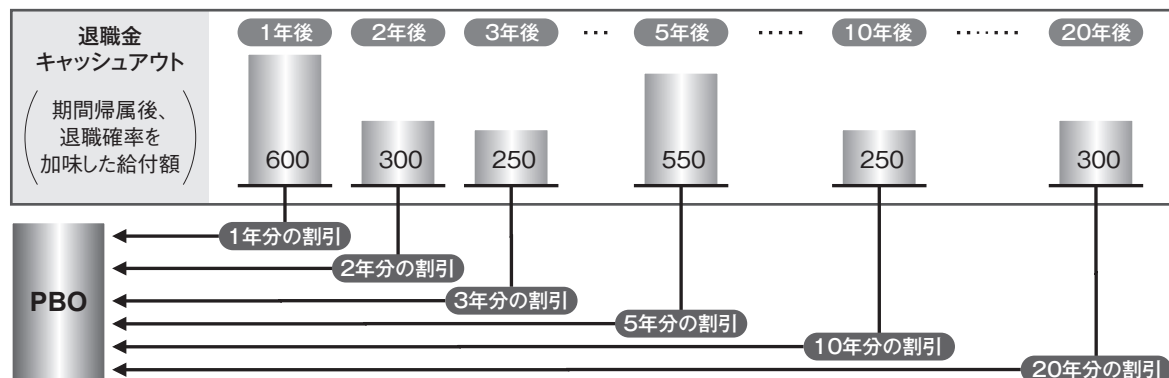 退職金
キャッシュアウト
期間帰属後、
退職確率を
加味した給付額
1年後 2年後 3年後 … 5年後 ‥‥‥ 10年後 ‥‥‥‥ 20年後
600 300 250 550 250 300
1年分の割引
2年分の割引
PBO
3年分の割引
5年分の割引
10年分の割引
20年分の割引